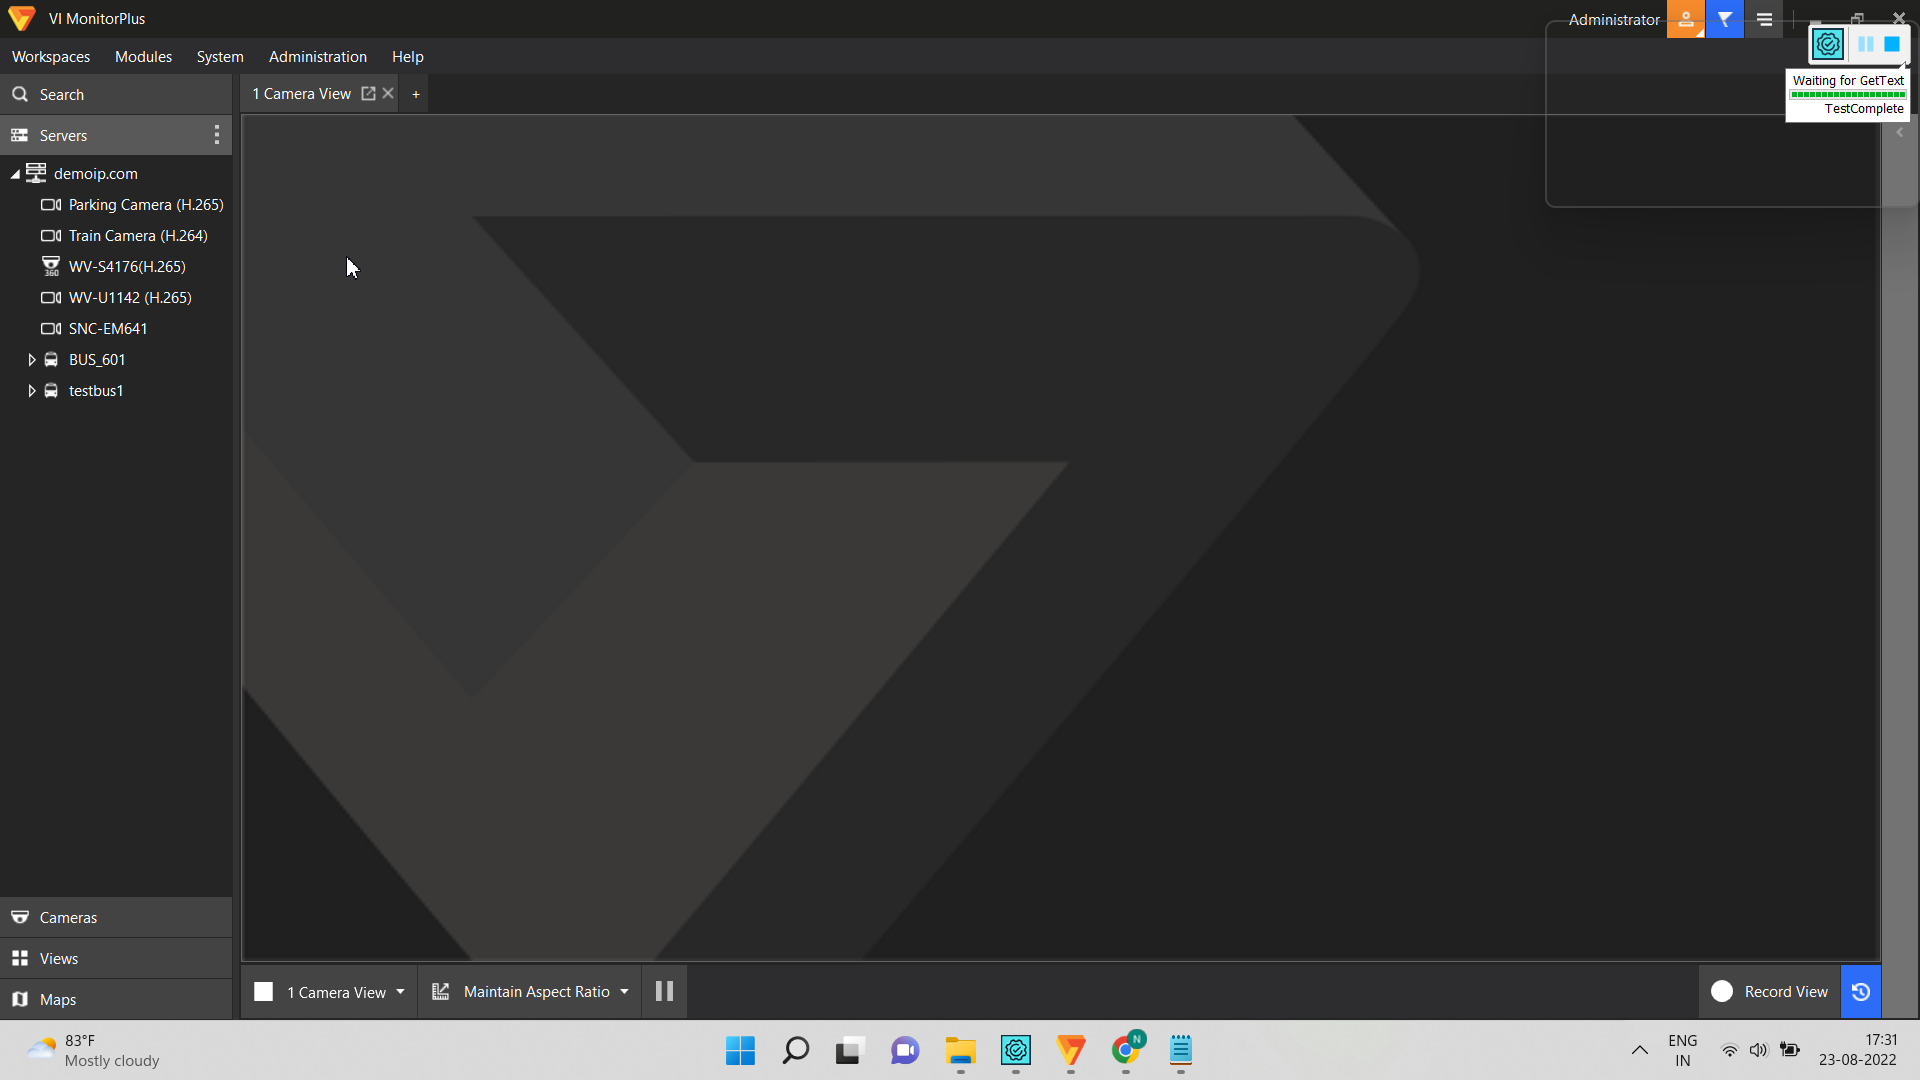 VI MonitorPlus
Administrator
Workspaces Modules System Administration Help
Waiting for GetText
TestComplete
Search
1 Camera View +
Servers
demoip.com
Parking Camera (H.265)
Train Camera (H.264)
360 WV-S4176(H.265)
WV-U1142 (H.265)
SNC-EM641
BUS_601
testbus1
Cameras
Views
Maps
1 Camera View Maintain Aspect Ratio Record View
83°F
Mostly cloudy
N
ENG
IN
17:31
23-08-2022